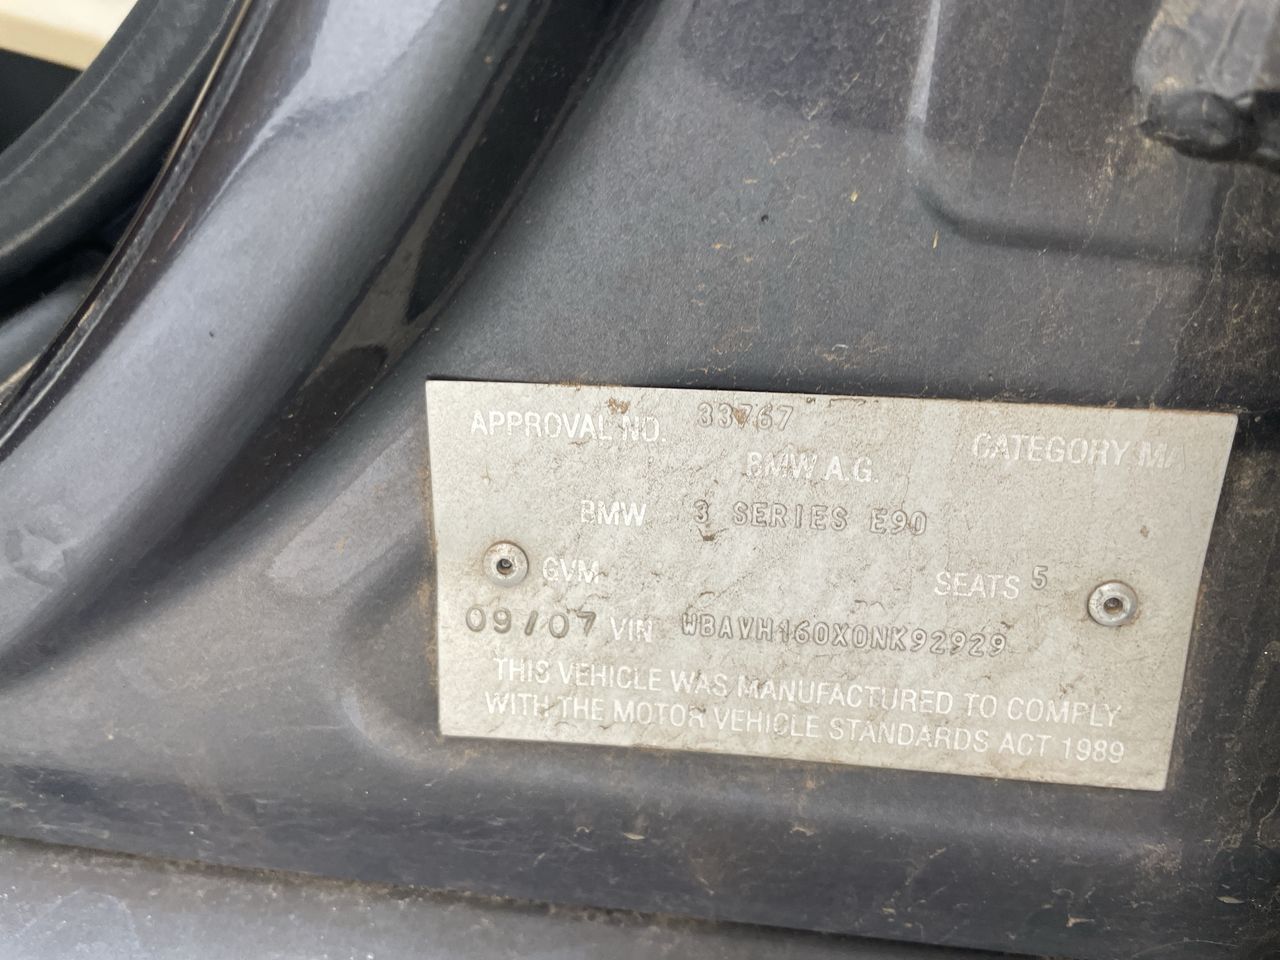 APPROVAL NO. 33767
CATEGORY MA
BMW A.G.
BMW 3 SERIES E90
GVM SEATS 5
09/07 VIN WBAVH160X0NK92929
THIS VEHICLE WAS MANUFACTURED TO COMPLY
WITH THE MOTOR VEHICLE STANDARDS ACT 1989